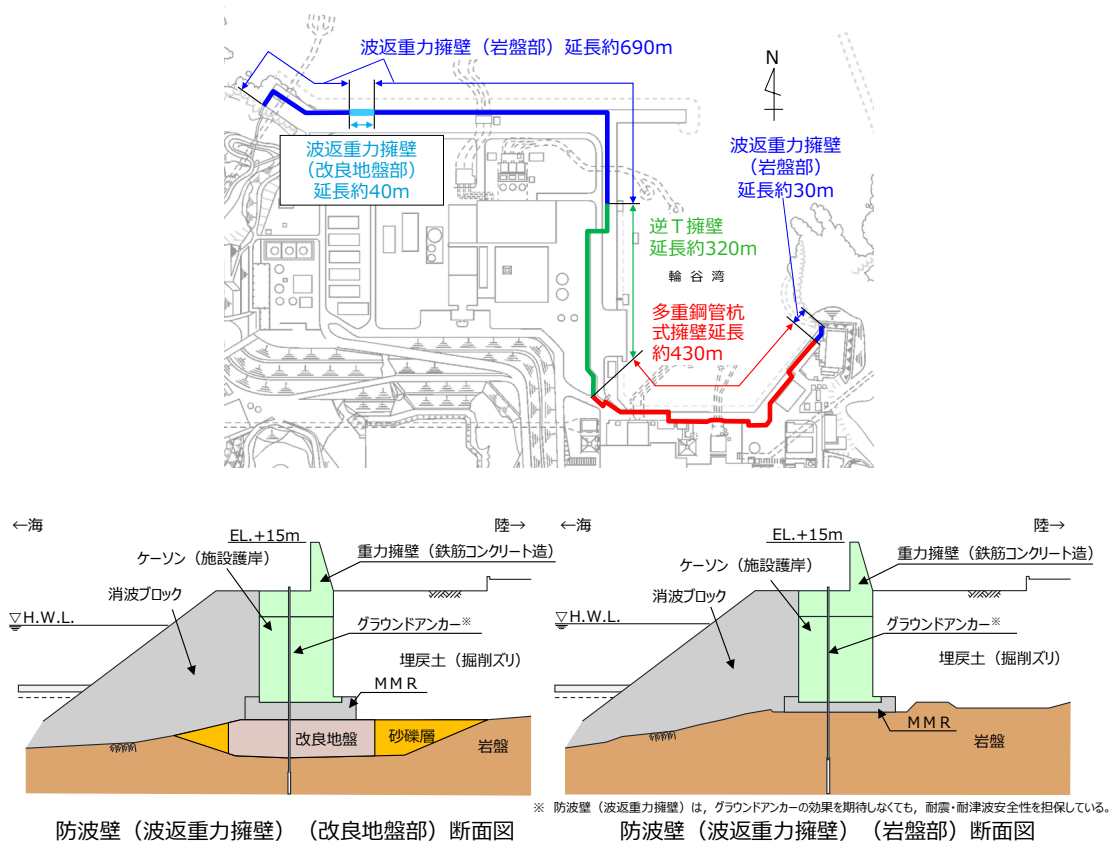 波返重力擁壁（岩盤部）延長約690m
N
波返重力擁壁
（改良地盤部）
延長約40m
波返重力擁壁
（岩盤部）
延長約30m
逆Ｔ擁壁
延長約320m
輪谷湾
多重鋼管杭
式擁壁延長
約430m
←海
陸→
EL.+15m
ケーソン（施設護岸）
重力擁壁（鉄筋コンクリート造）
消波ブロック
▽H.W.L.
グラウンドアンカー※
埋戻土（掘削ズリ）
ＭＭＲ
改良地盤
砂礫層
岩盤
防波壁（波返重力擁壁）（改良地盤部）断面図
←海
陸→
EL.+15m
ケーソン（施設護岸）
重力擁壁（鉄筋コンクリート造）
消波ブロック
▽H.W.L.
グラウンドアンカー※
埋戻土（掘削ズリ）
ＭＭＲ
岩盤
※ 防波壁（波返重力擁壁）は，グラウンドアンカーの効果を期待しなくても，耐震・耐津波安全性を担保している。
防波壁（波返重力擁壁）（岩盤部）断面図